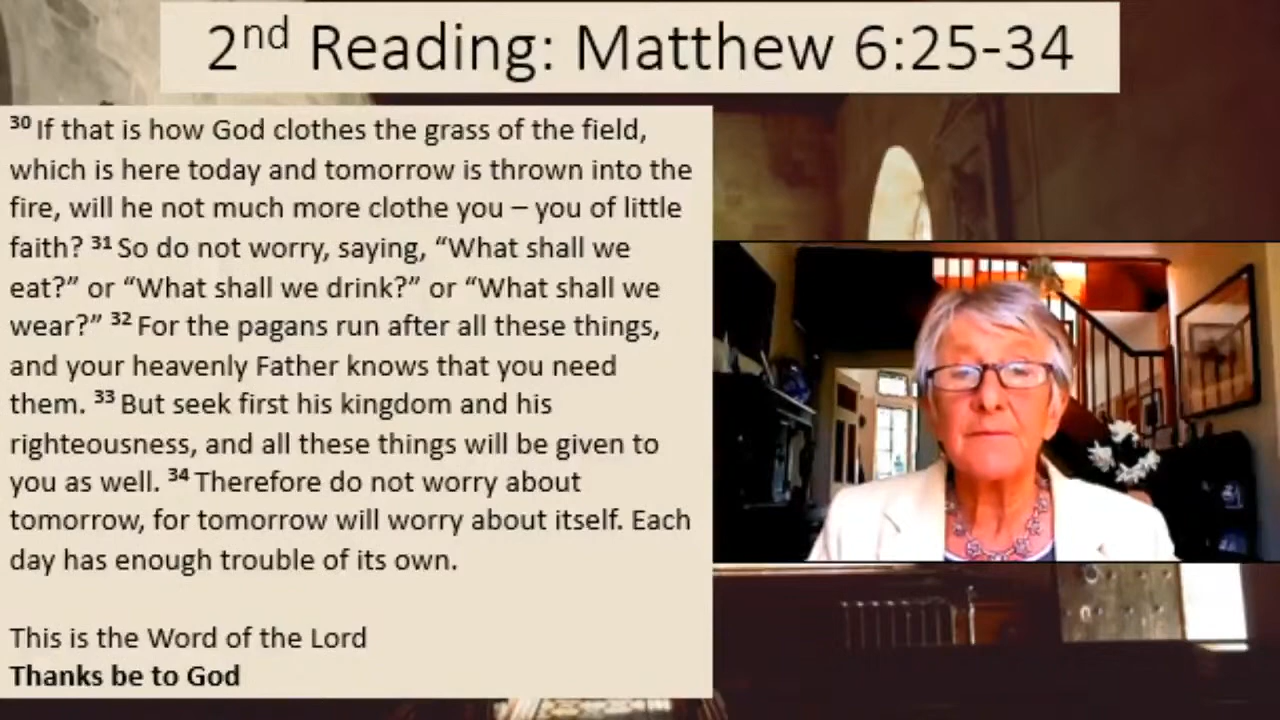 2nd Reading: Matthew 6:25-34
30 If that is how God clothes the grass of the field,
which is here today and tomorrow is thrown into the
fire, will he not much more clothe you – you of little
faith? 31 So do not worry, saying, “What shall we
eat?” or “What shall we drink?” or “What shall we
wear?” 32 For the pagans run after all these things,
and your heavenly Father knows that you need
them. 33 But seek first his kingdom and his
righteousness, and all these things will be given to
you as well. 34 Therefore do not worry about
tomorrow, for tomorrow will worry about itself. Each
day has enough trouble of its own.
This is the Word of the Lord
Thanks be to God